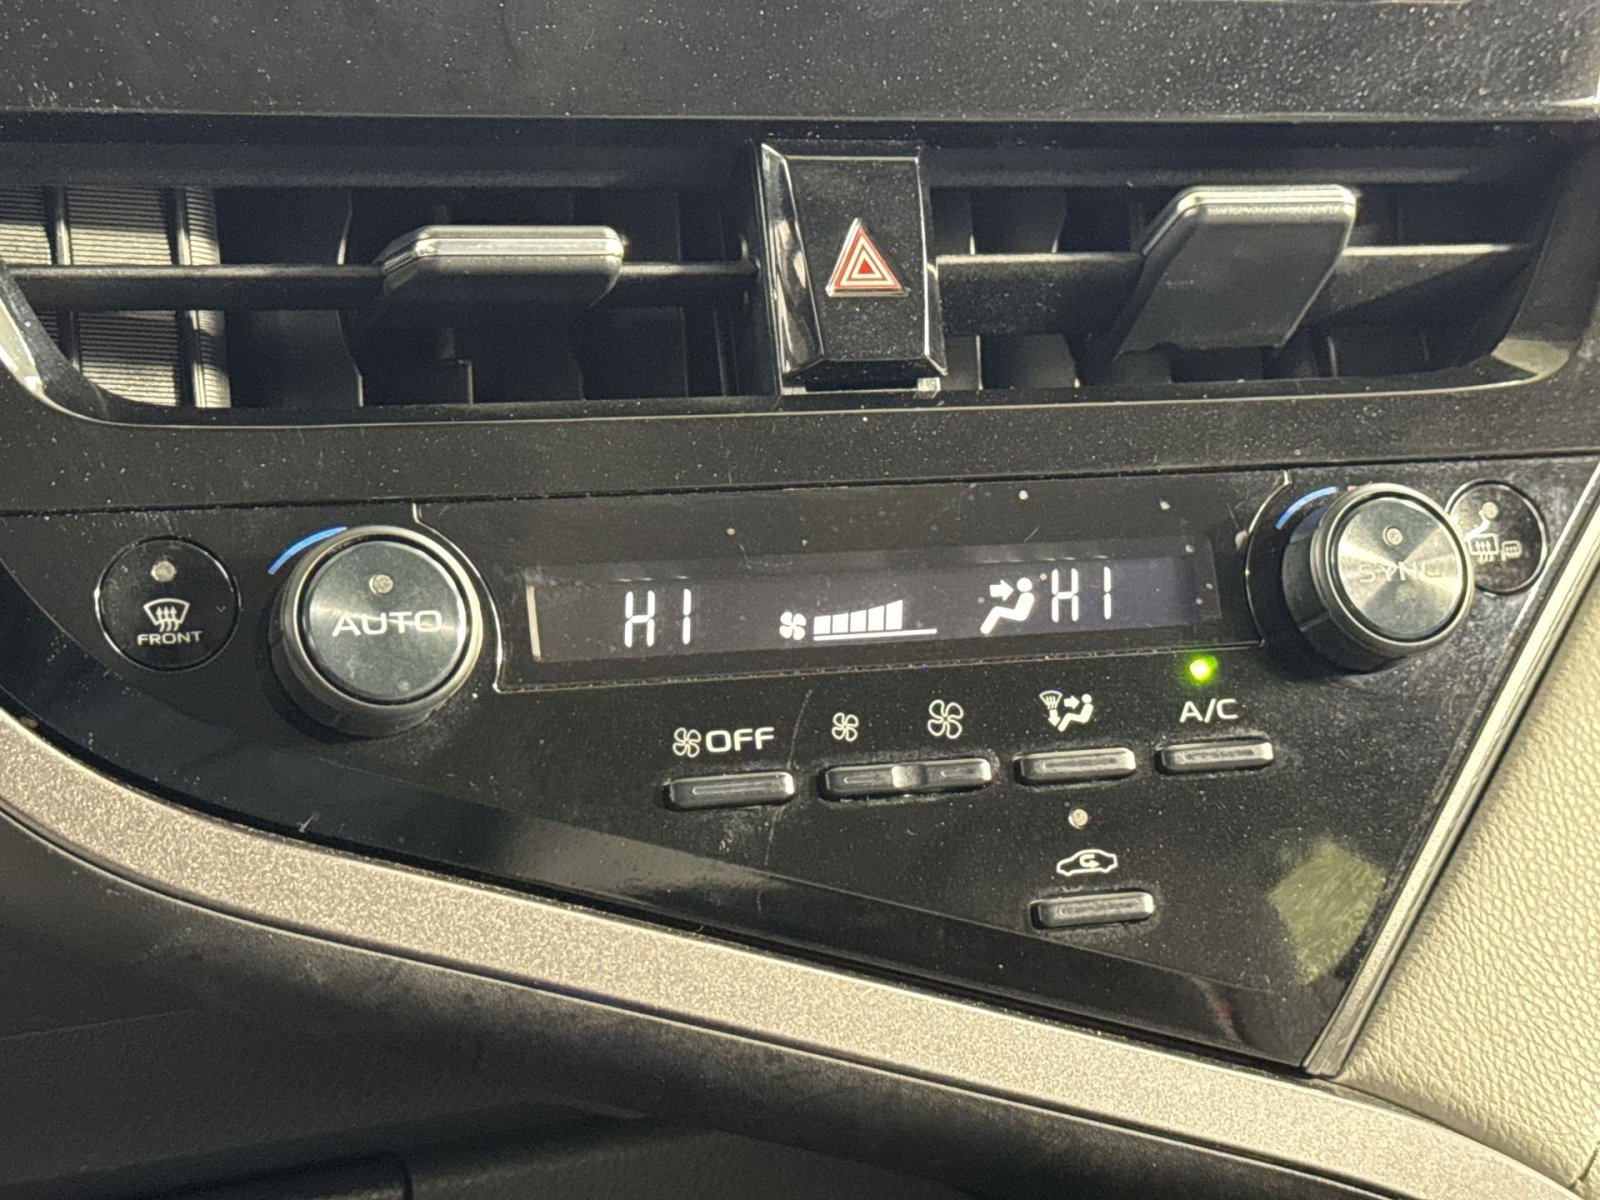 HI HI
AUTO
SYNC
FRONT
OFF
A/C